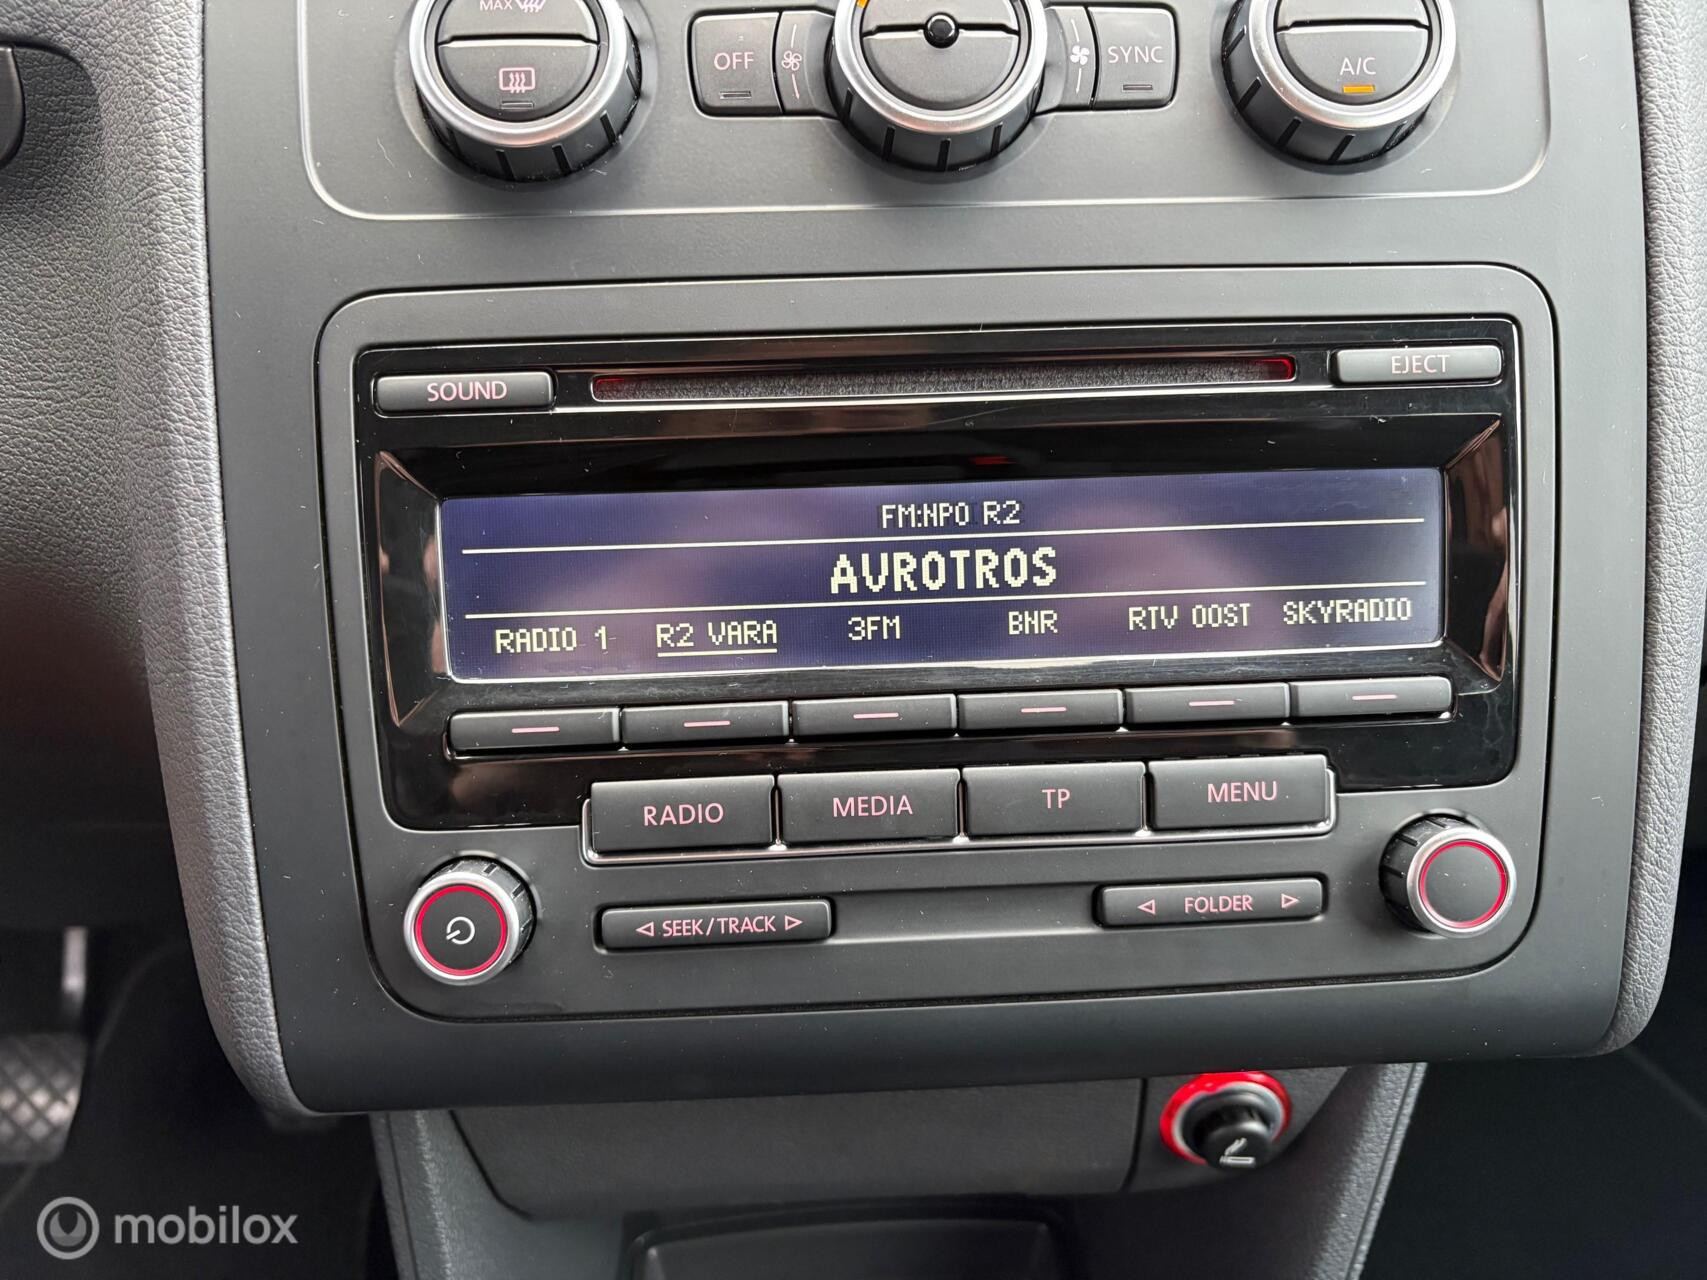 MAX
OFF
SYNC
A/C
SOUND
EJECT
FM:NPO R2
AVROTROS
RADIO 1 R2 VARA 3FM BNR RTV OOST SKYRADIO
RADIO MEDIA TP MENU
SEEK/TRACK
FOLDER
mobilox